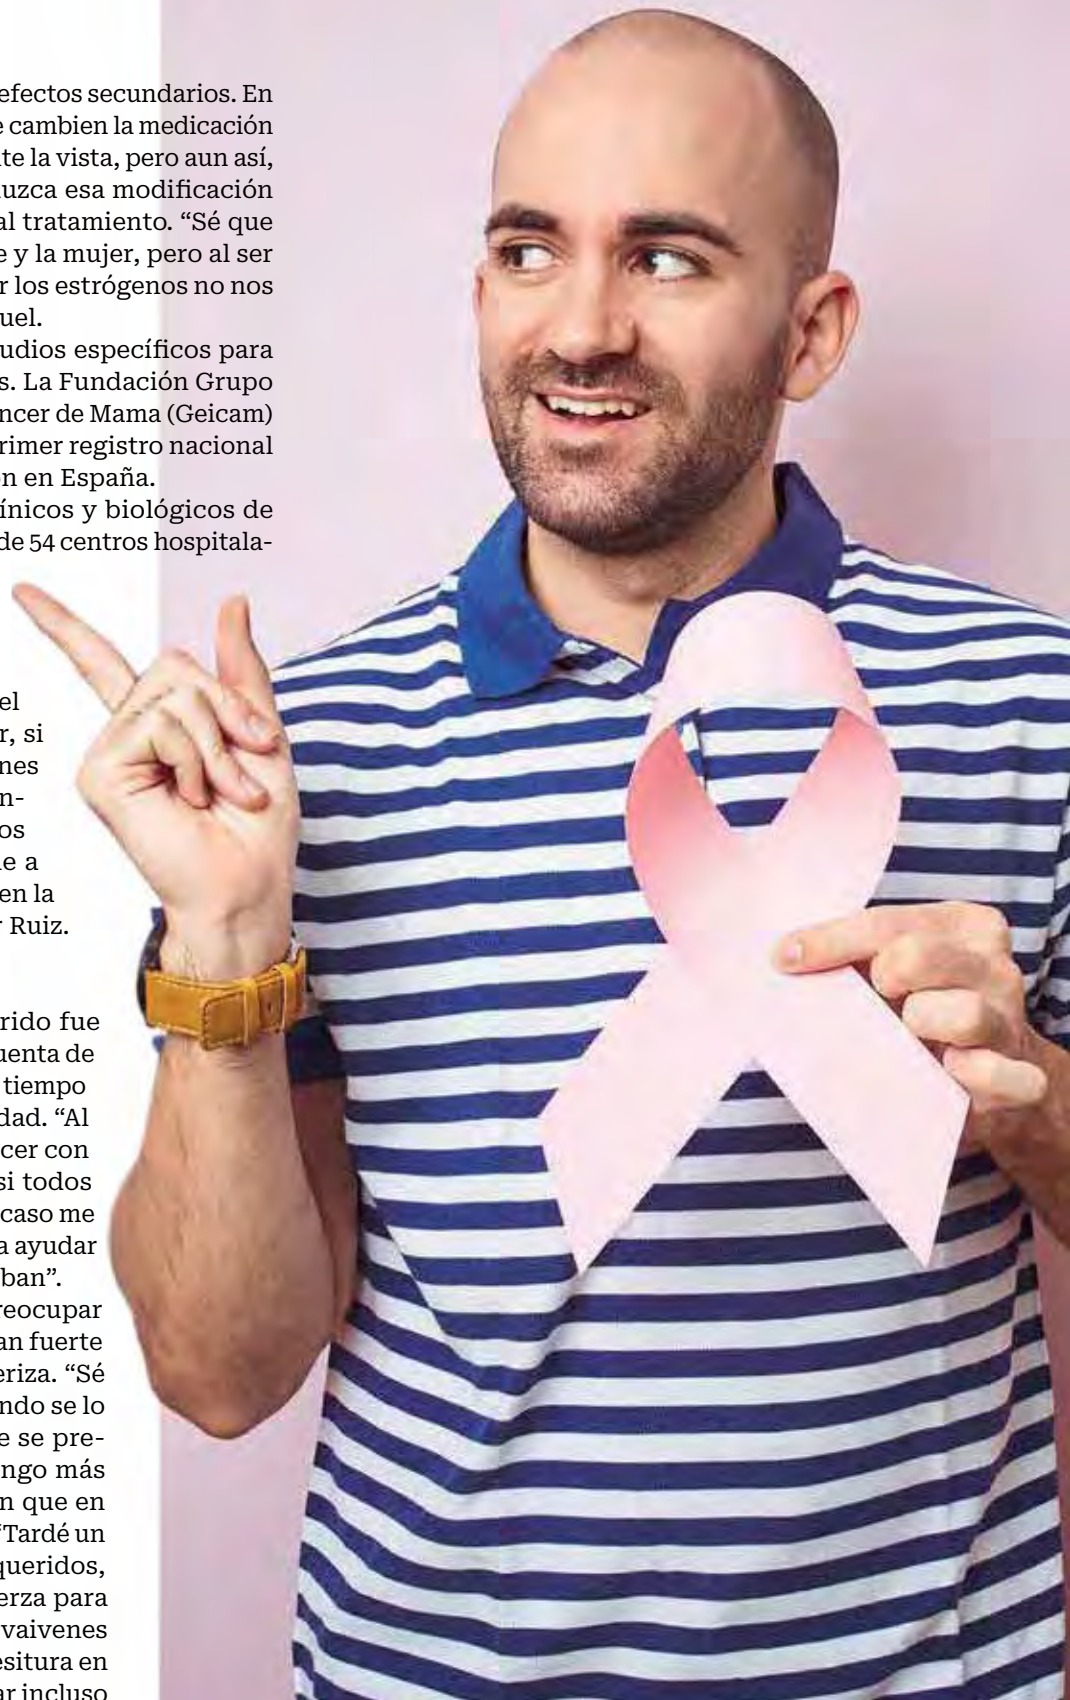 efectos secundarios. En
e cambien la medicación
te la vista, pero aun así,
uzca esa modificación
al tratamiento. “Sé que
e y la mujer, pero al ser
r los estrógenos no nos
uel.
udios específicos para
s. La Fundación Grupo
ncer de Mama (Geicam)
rimer registro nacional
n en España.
ínicos y biológicos de
de 54 centros hospitala-
el
r, si
nes
n-
os
e a
en la
r Ruiz.
rido fue
uenta de
tiempo
dad. “Al
cer con
si todos
caso me
a ayudar
ban”.
reocupar
an fuerte
eriza. “Sé
ndo se lo
e se pre-
ngo más
n que en
“Tardé un
queridos,
erza para
vaivenes
esitura en
ar incluso